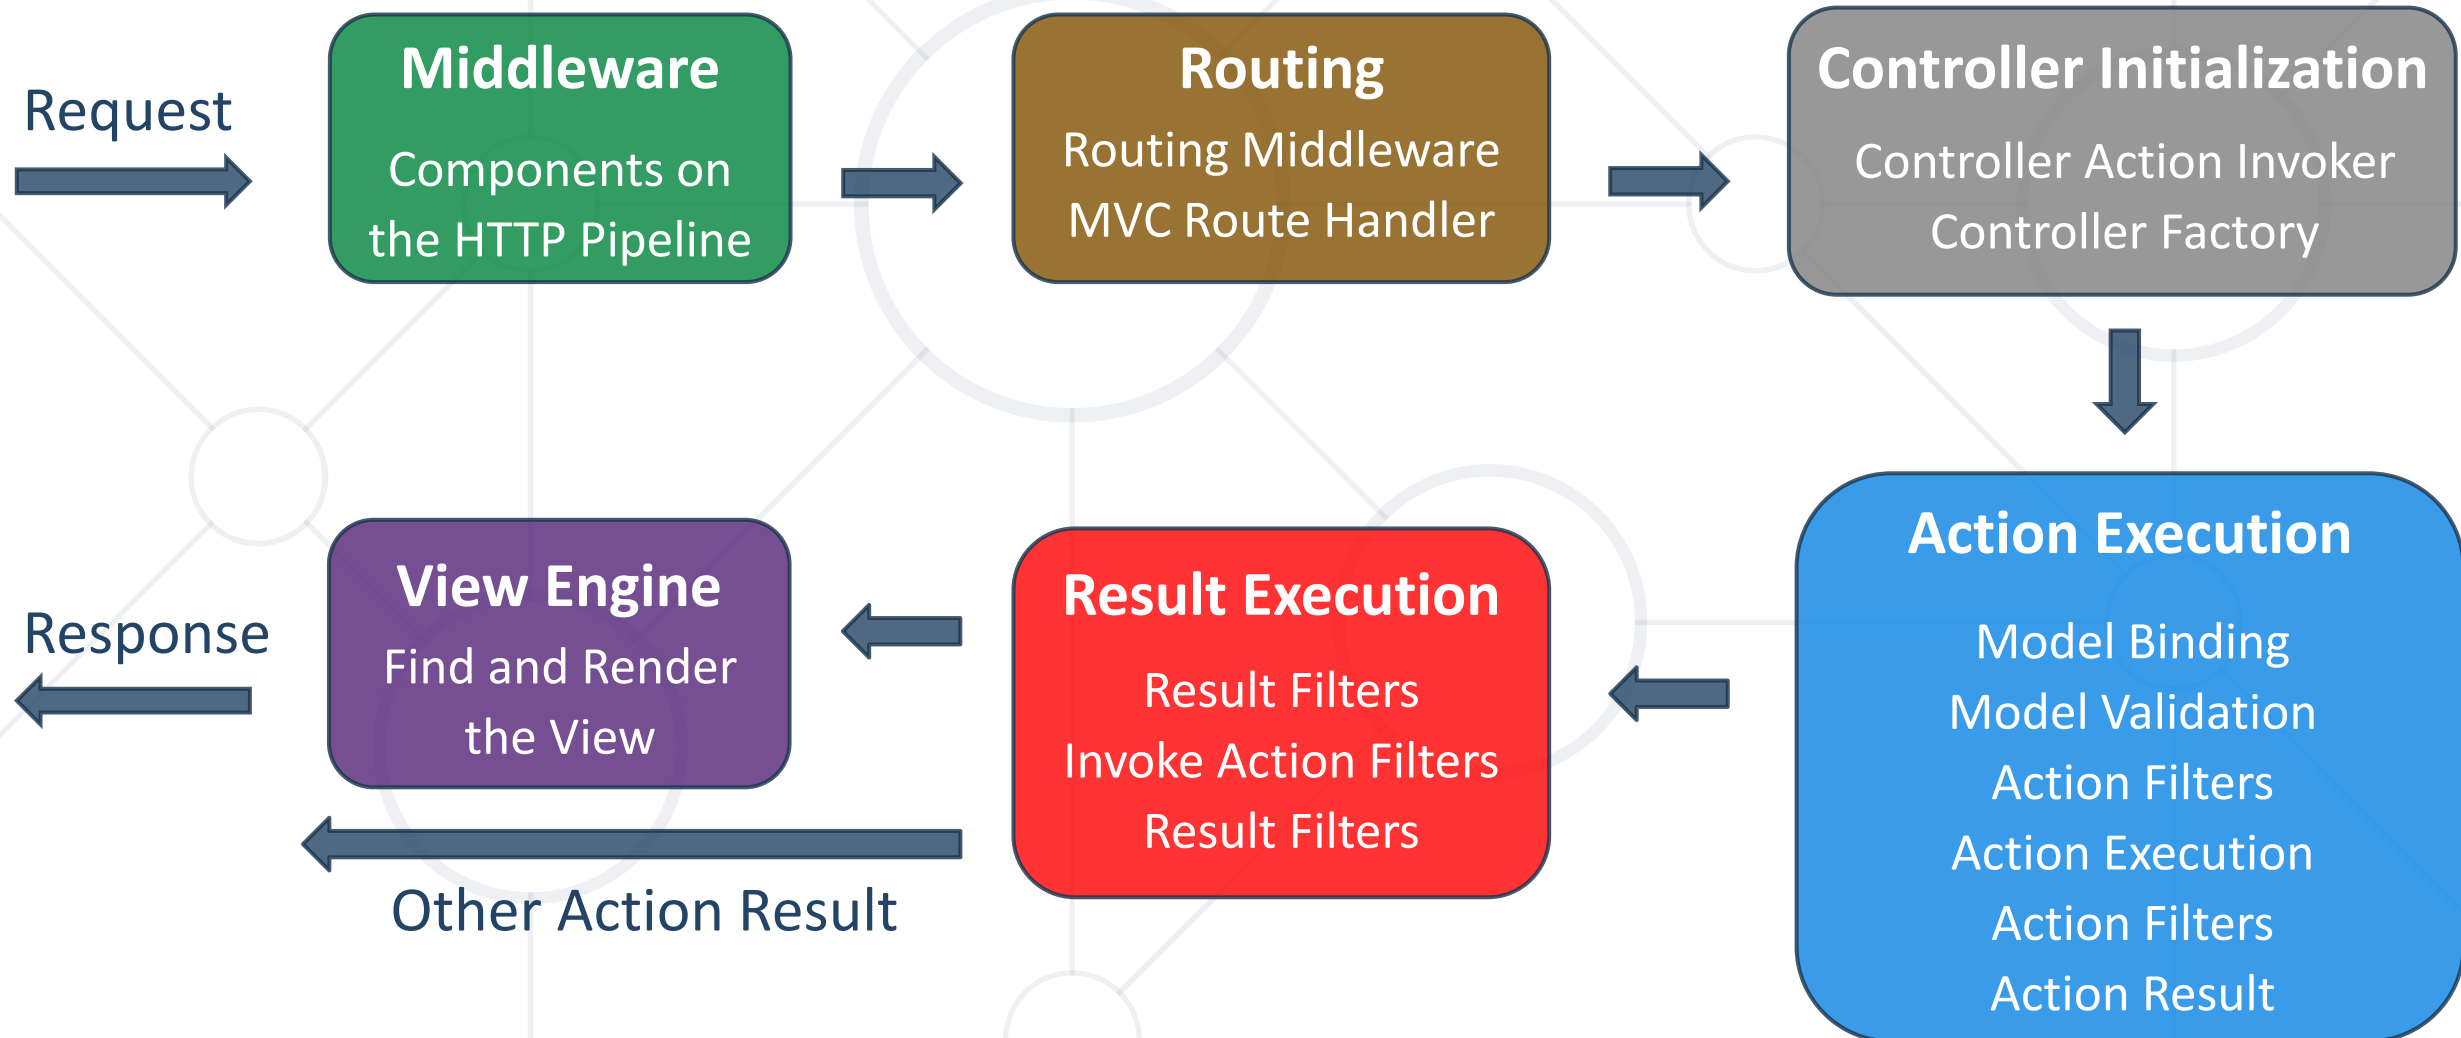 Request
Middleware
Components on
the HTTP Pipeline
Routing
Routing Middleware
MVC Route Handler
Controller Initialization
Controller Action Invoker
Controller Factory
Action Execution
Model Binding
Model Validation
Action Filters
Action Execution
Action Filters
Action Result
Result Execution
Result Filters
Invoke Action Filters
Result Filters
View Engine
Find and Render
the View
Response
Other Action Result